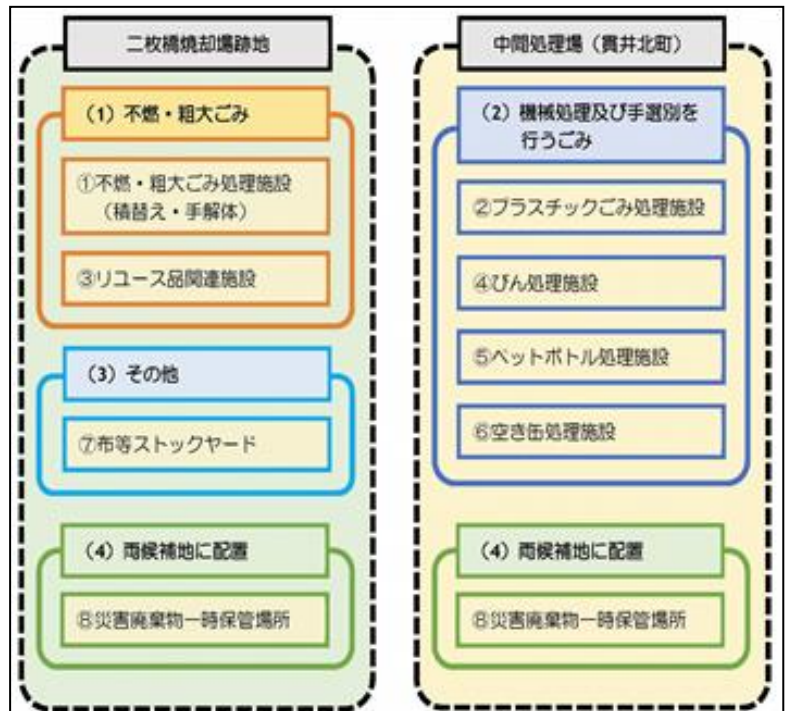 二枚橋焼却場跡地
(1) 不燃・粗大ごみ
①不燃・粗大ごみ処理施設
(積替え・手解体)
③リユース品関連施設
(3) その他
⑦布等ストックヤード
(4) 両候補地に配置
⑧災害廃棄物一時保管場所
中間処理場（貫井北町）
(2) 機械処理及び手選別を
行うごみ
②プラスチックごみ処理施設
④びん処理施設
⑤ペットボトル処理施設
⑥空き缶処理施設
(4) 両候補地に配置
⑧災害廃棄物一時保管場所